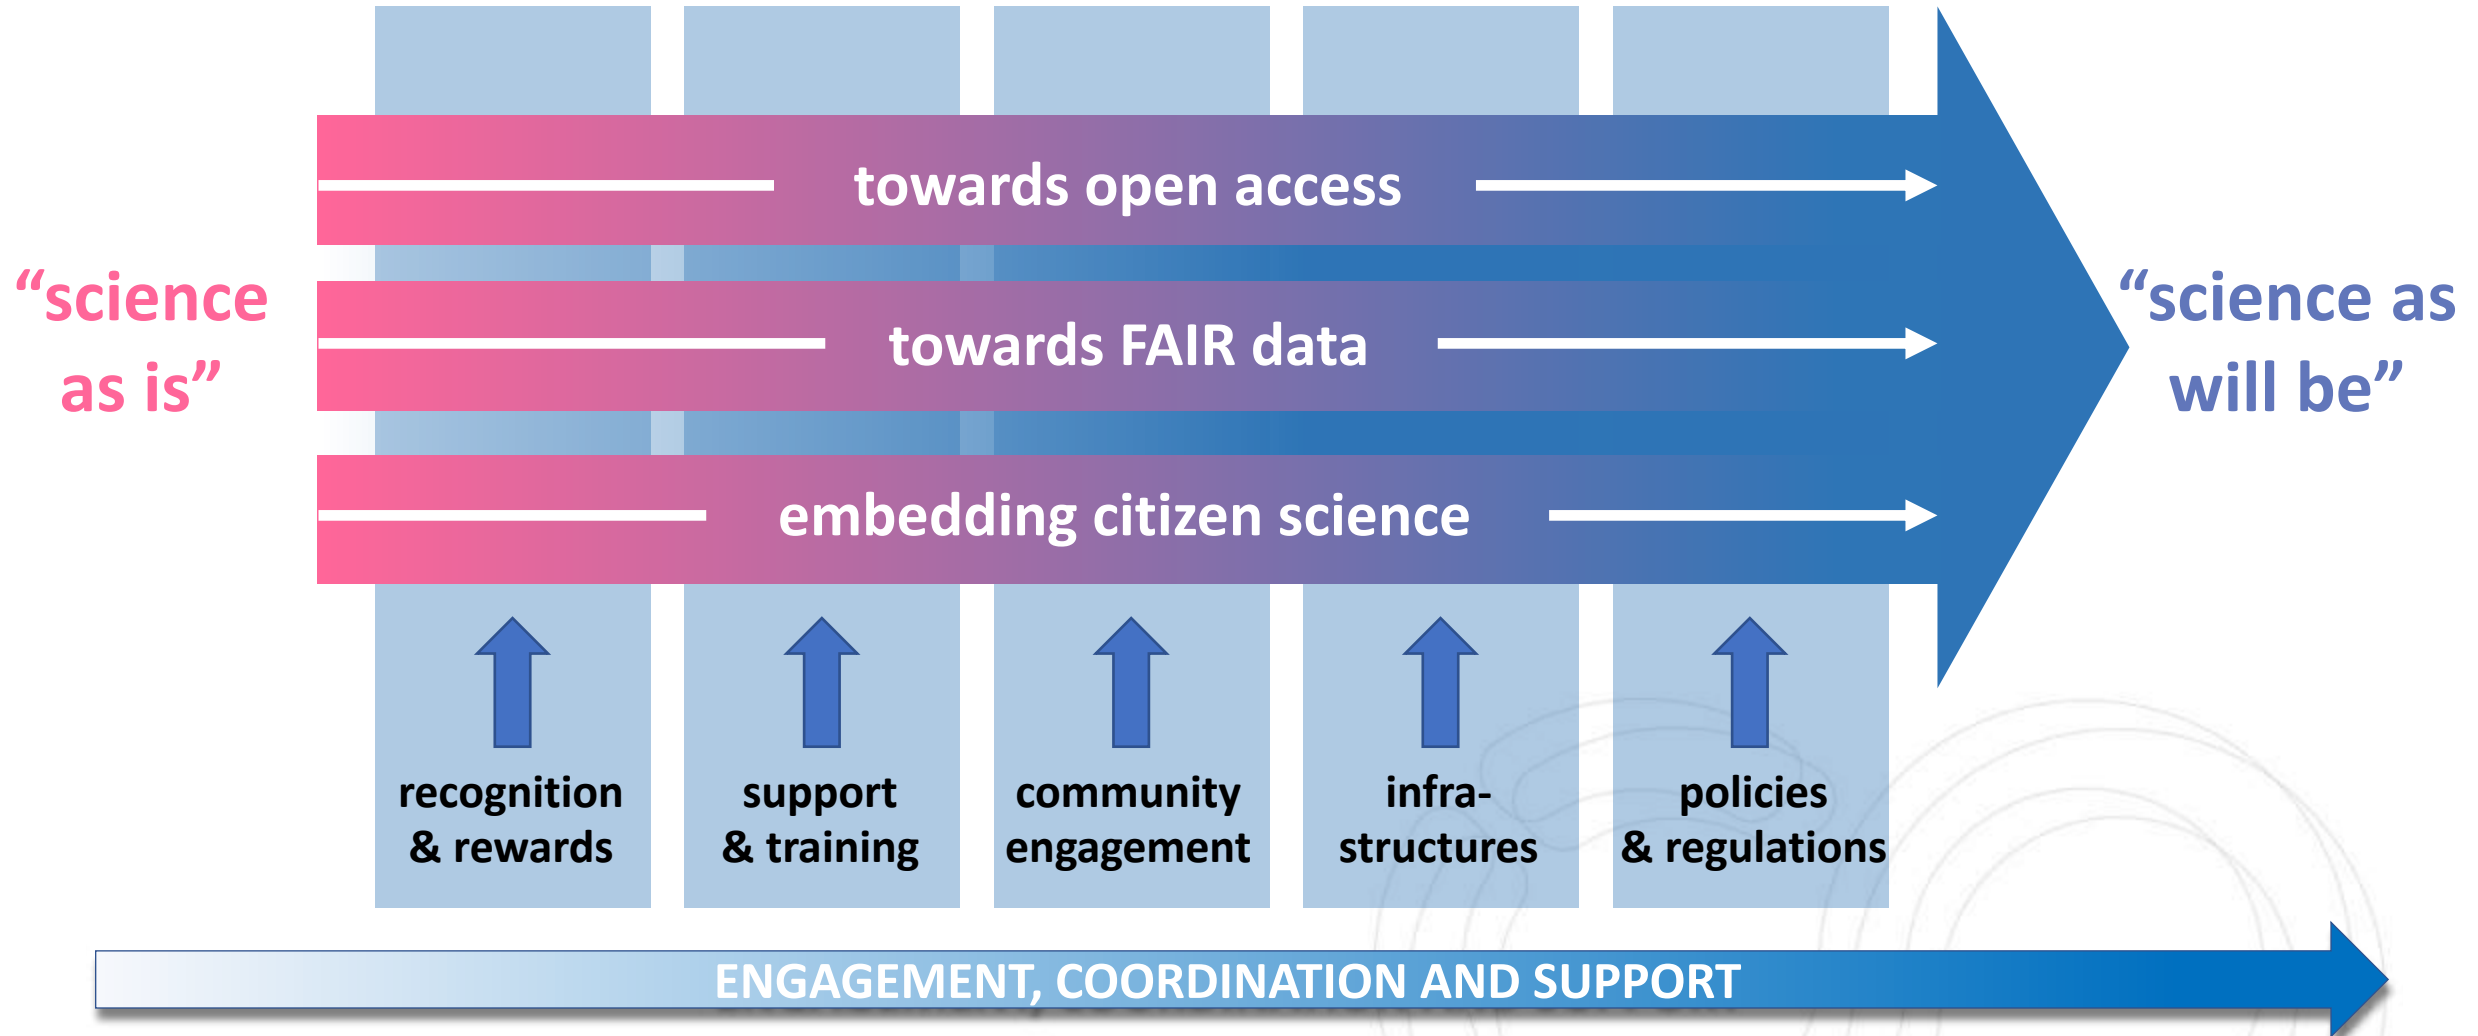 towards open access
“science
as is”
towards FAIR data
“science as
will be”
embedding citizen science
recognition
& rewards
support
& training
community
engagement
infra-
structures
policies
& regulations
ENGAGEMENT, COORDINATION AND SUPPORT